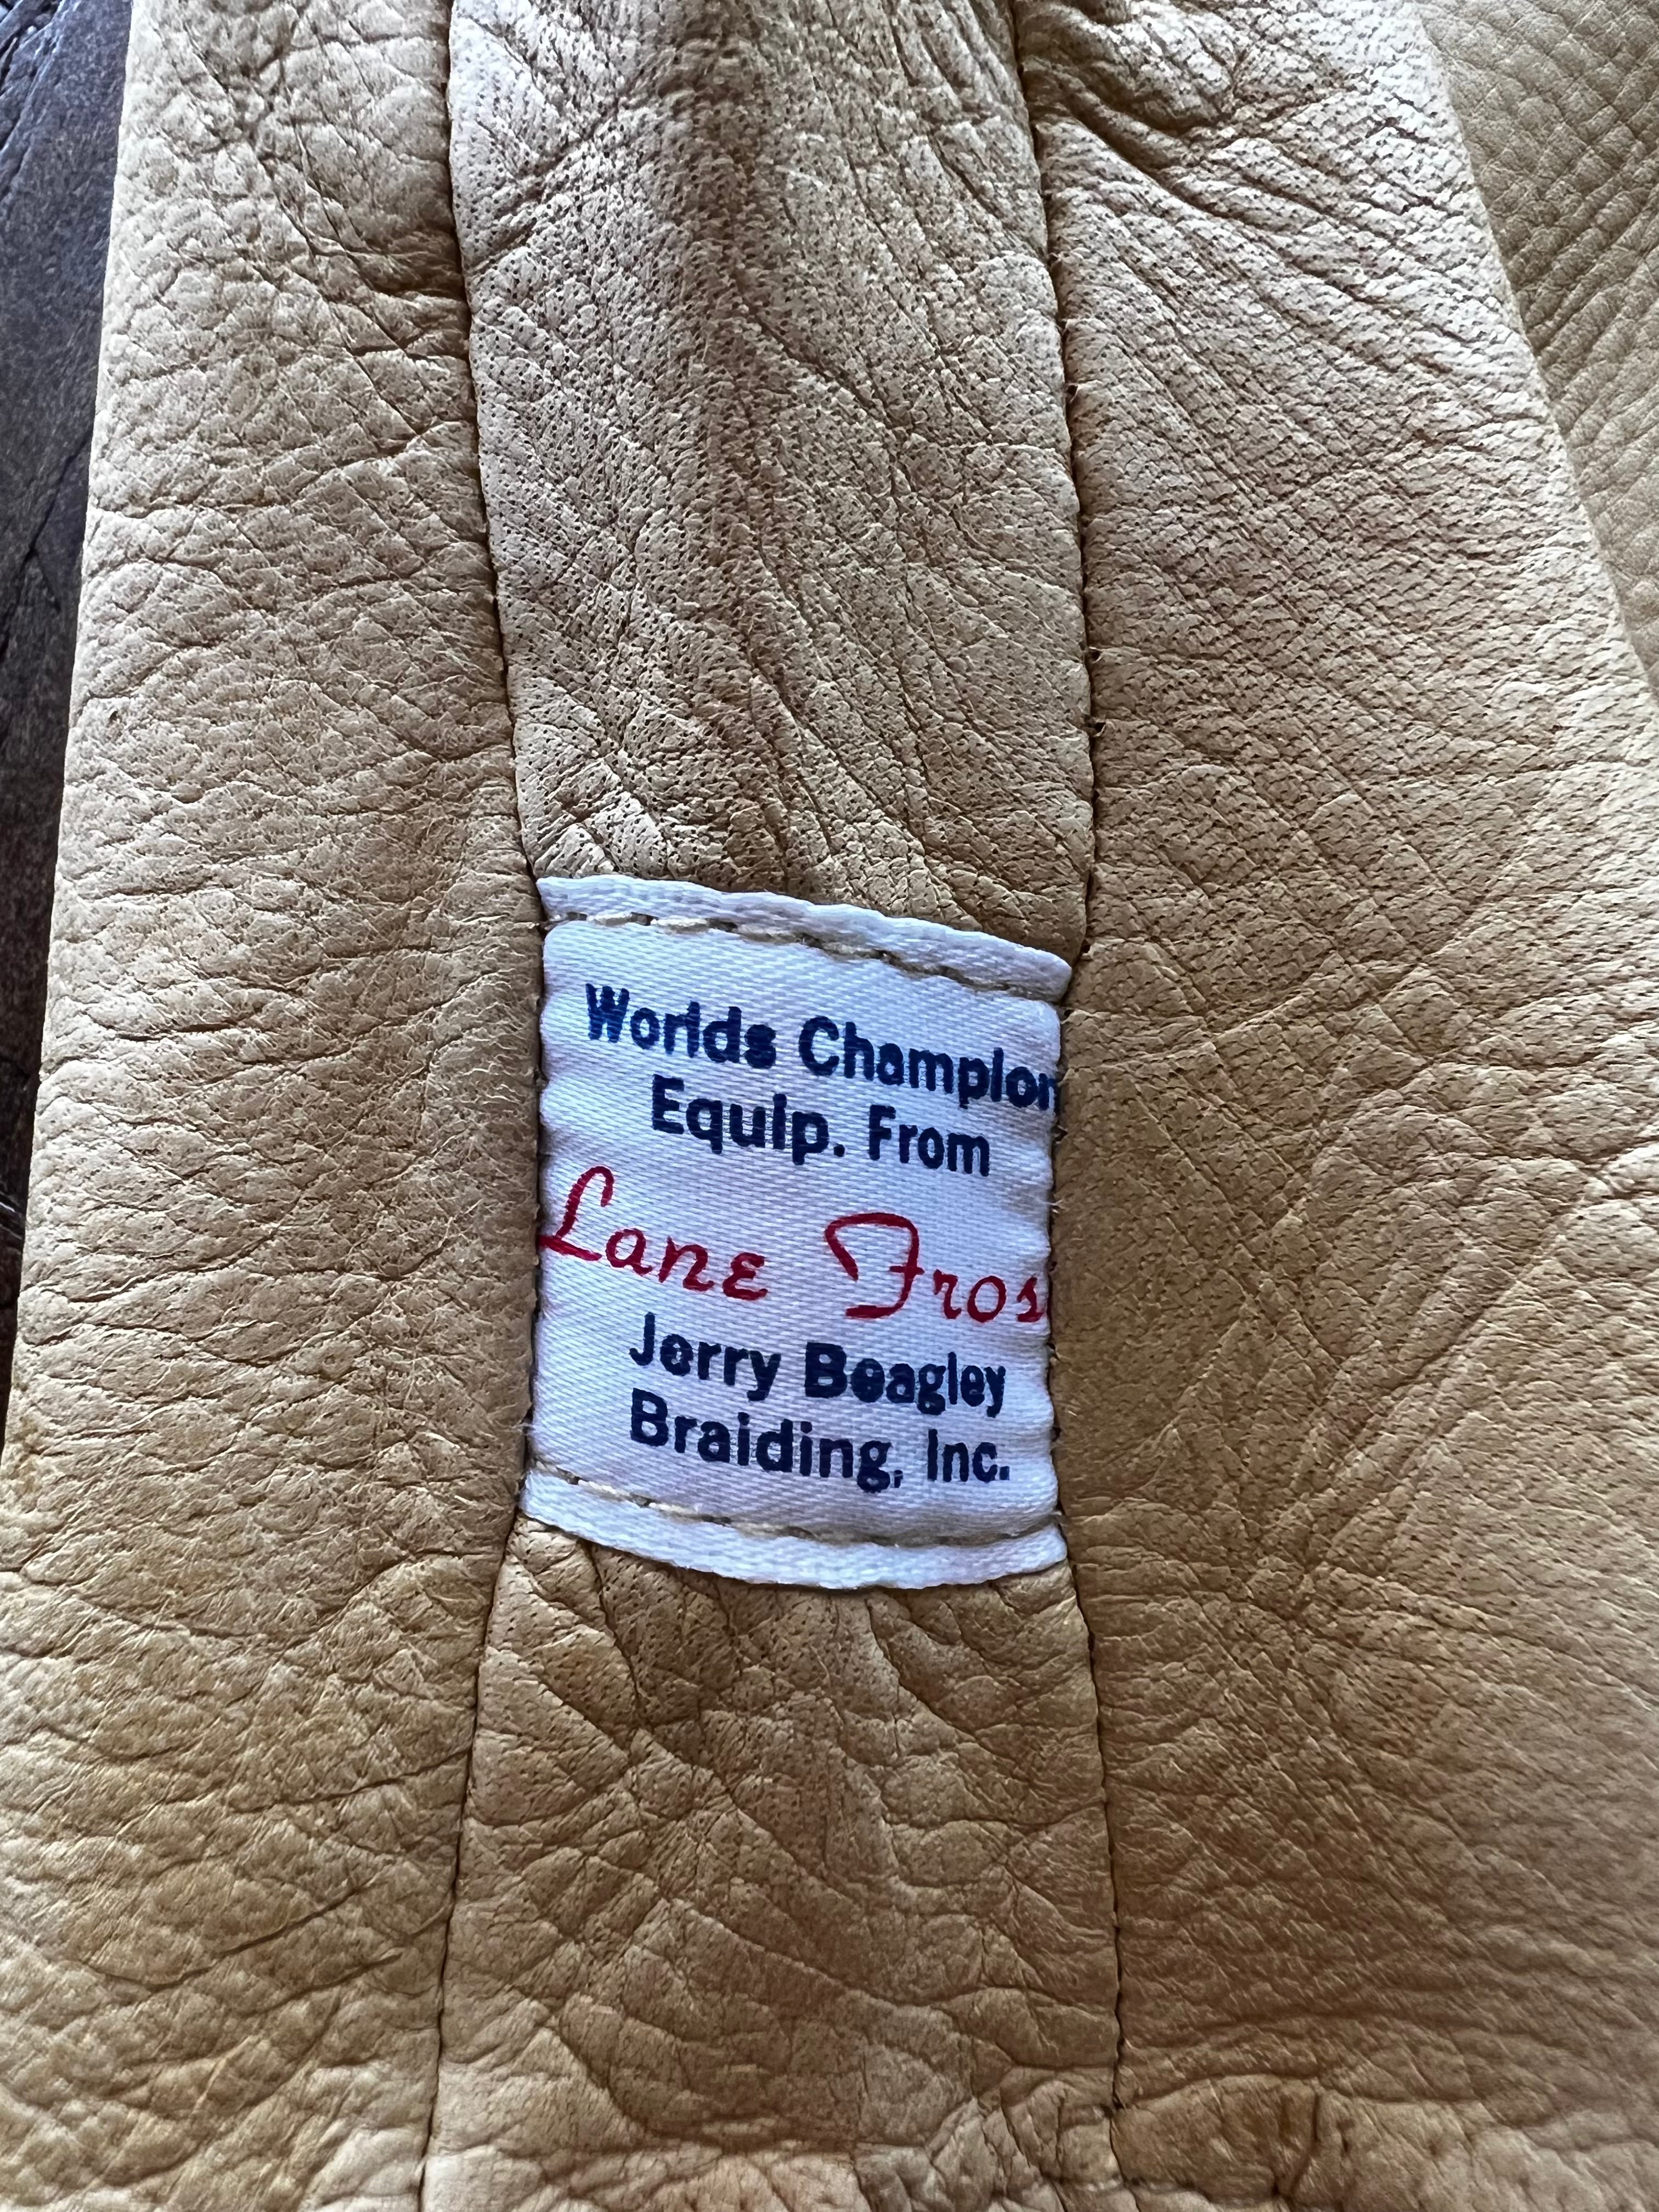 Worlds Champion
Equip. From
Lane Fros
Jerry Beagley
Braiding, Inc.